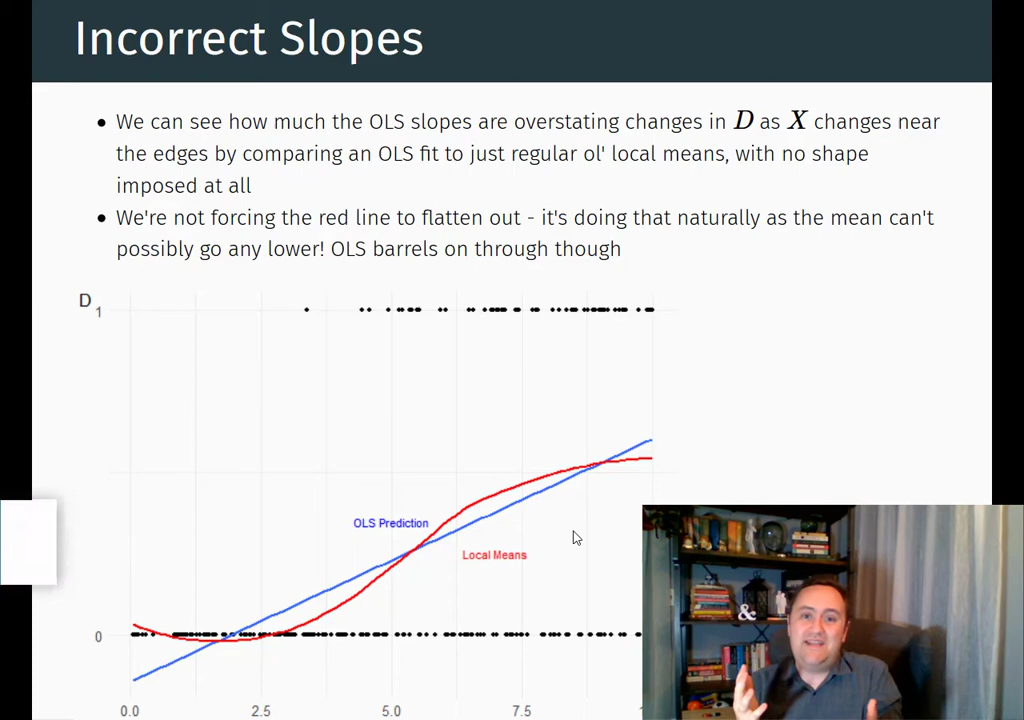 Incorrect Slopes
• We can see how much the OLS slopes are overstating changes in D as X changes near
the edges by comparing an OLS fit to just regular ol' local means, with no shape
imposed at all
• We're not forcing the red line to flatten out - it's doing that naturally as the mean can't
possibly go any lower! OLS barrels on through though
D
1
OLS Prediction
Local Means
0
&
0.0 2.5 5.0 7.5